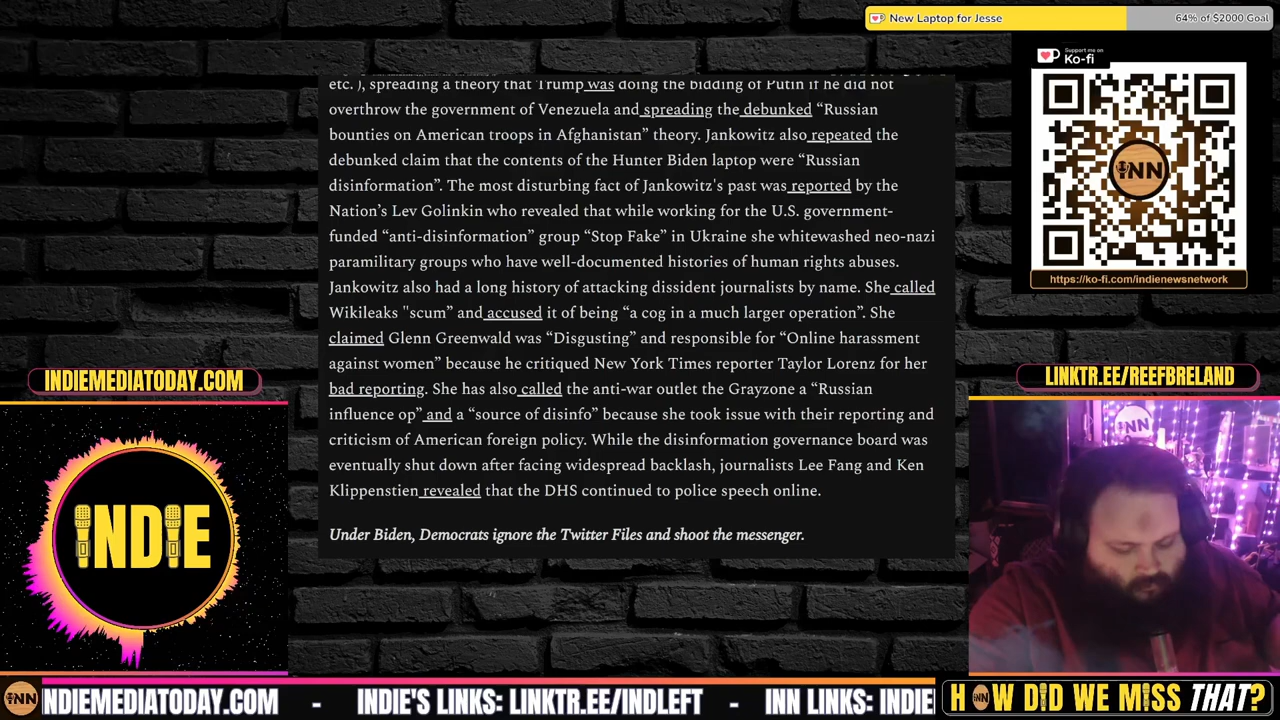 New Laptop for Jesse
64% of $2000 Goal
Support me on
Ko-fi
iNN
https://ko-fi.com/indienewsnetwork
etc. ), spreading a theory that Trump was doing the bidding of Putin if he did not
overthrow the government of Venezuela and spreading the debunked “Russian
bounties on American troops in Afghanistan” theory. Jankowitz also repeated the
debunked claim that the contents of the Hunter Biden laptop were “Russian
disinformation”. The most disturbing fact of Jankowitz's past was reported by the
Nation’s Lev Golinkin who revealed that while working for the U.S. government-
funded “anti-disinformation” group “Stop Fake” in Ukraine she whitewashed neo-nazi
paramilitary groups who have well-documented histories of human rights abuses.
Jankowitz also had a long history of attacking dissident journalists by name. She called
Wikileaks "scum” and accused it of being “a cog in a much larger operation”. She
claimed Glenn Greenwald was “Disgusting” and responsible for “Online harassment
against women” because he critiqued New York Times reporter Taylor Lorenz for her
bad reporting. She has also called the anti-war outlet the Grayzone a “Russian
influence op” and a “source of disinfo” because she took issue with their reporting and
criticism of American foreign policy. While the disinformation governance board was
eventually shut down after facing widespread backlash, journalists Lee Fang and Ken
Klippenstien revealed that the DHS continued to police speech online.
Under Biden, Democrats ignore the Twitter Files and shoot the messenger.
INDIEMEDIATODAY.COM
LINKTR.EE/REEFBRELAND
iNDiE
iNN
iNN
NDIEMEDIATODAY.COM - INDIE'S LINKS: LINKTR.EE/INDLEFT - INN LINKS: INDIE
HOW DiD WE MiSS THAT?